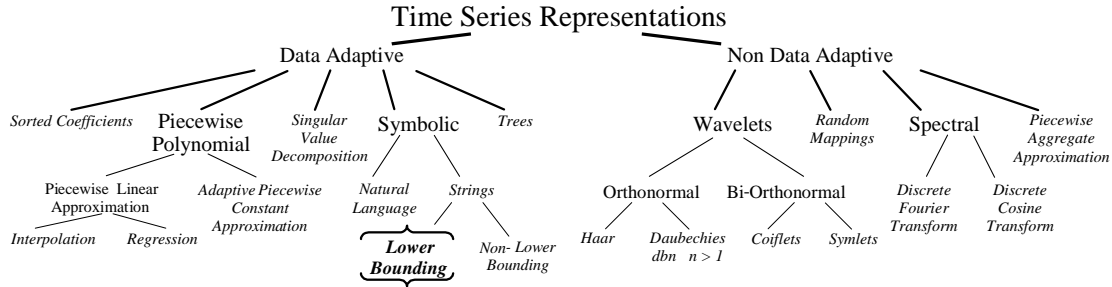 Time Series Representations
Data Adaptive
Non Data Adaptive
Sorted Coefficients
Piecewise
Polynomial
Singular
Value
Decomposition
Symbolic
Trees
Wavelets
Random
Mappings
Spectral
Piecewise
Aggregate
Approximation
Piecewise Linear
Approximation
Adaptive Piecewise
Constant
Approximation
Natural
Language
Strings
Orthonormal
Bi-Orthonormal
Discrete
Fourier
Transform
Discrete
Cosine
Transform
Interpolation
Regression
Lower
Bounding
Non- Lower
Bounding
Haar
Daubechies
dbn n > 1
Coiflets
Symlets